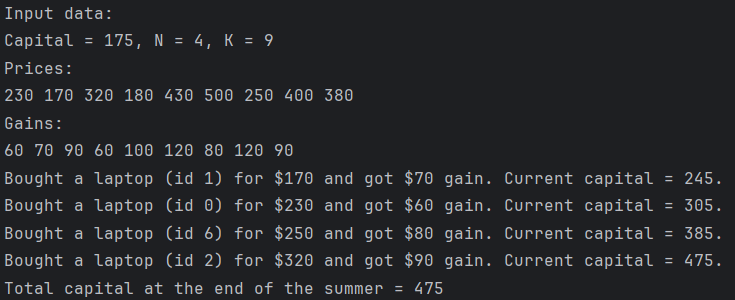 Input data:
Capital = 175, N = 4, K = 9
Prices:
230 170 320 180 430 500 250 400 380
Gains:
60 70 90 60 100 120 80 120 90
Bought a laptop (id 1) for $170 and got $70 gain. Current capital = 245.
Bought a laptop (id 0) for $230 and got $60 gain. Current capital = 305.
Bought a laptop (id 6) for $250 and got $80 gain. Current capital = 385.
Bought a laptop (id 2) for $320 and got $90 gain. Current capital = 475.
Total capital at the end of the summer = 475